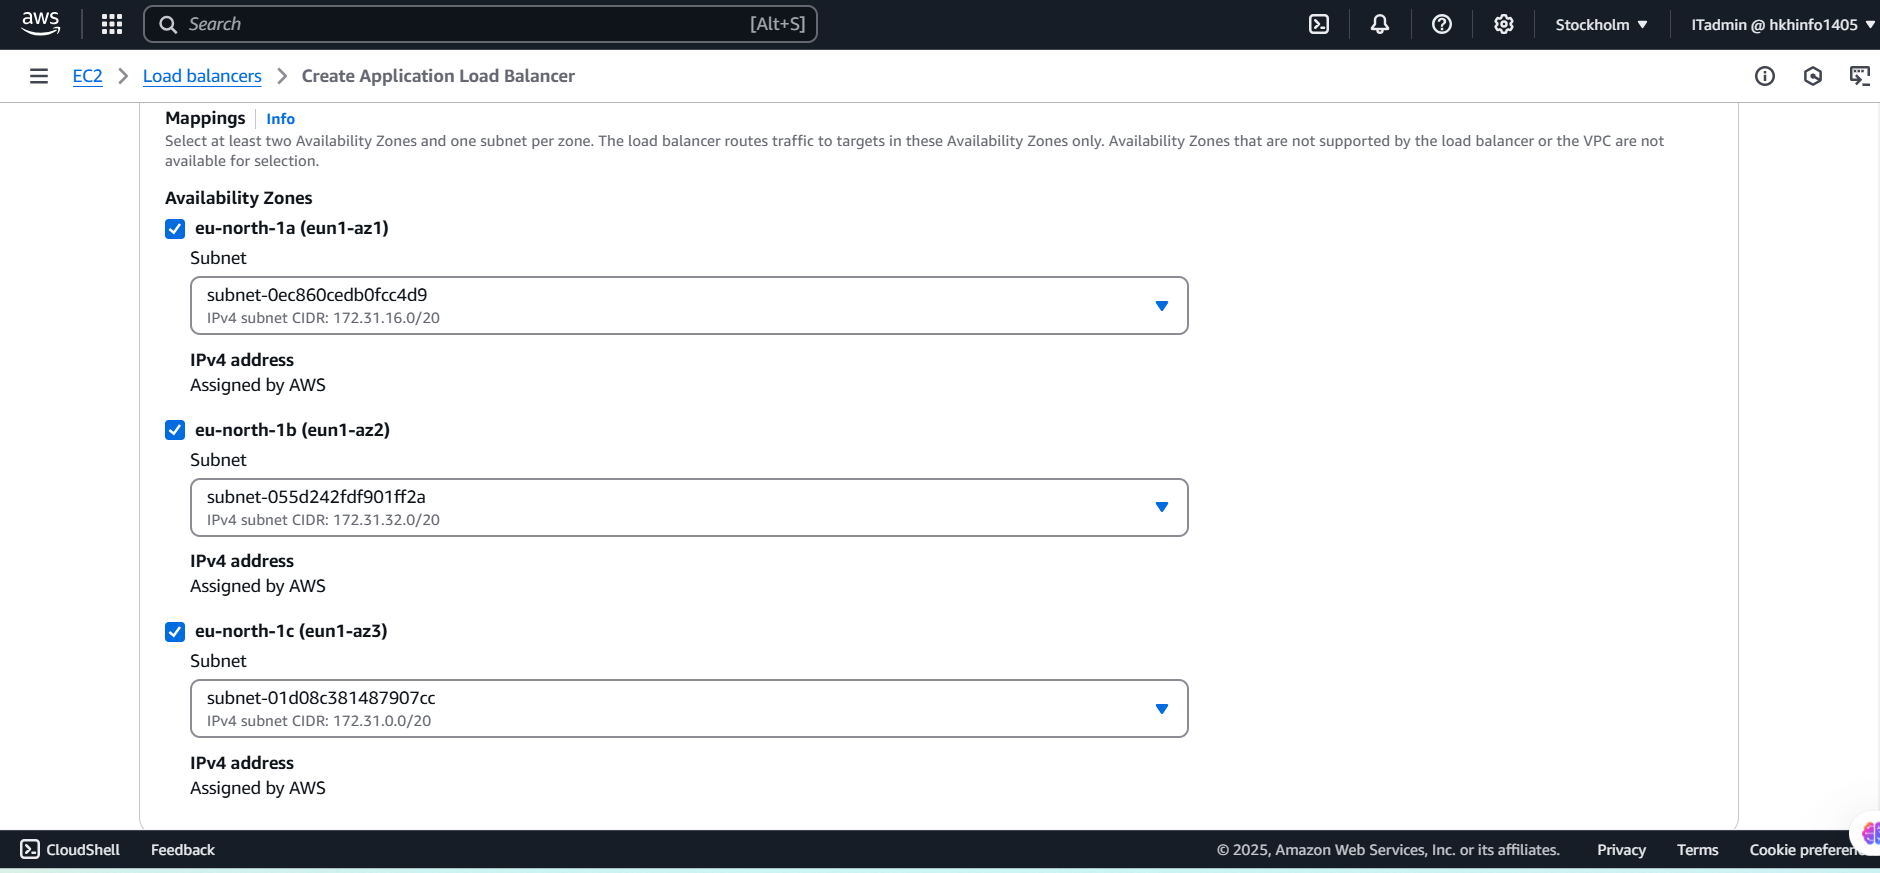 aws
Search [Alt+S] Stockholm ITadmin @ hkhinfo1405
EC2 Load balancers Create Application Load Balancer
Mappings Info
Select at least two Availability Zones and one subnet per zone. The load balancer routes traffic to targets in these Availability Zones only. Availability Zones that are not supported by the load balancer or the VPC are not
available for selection.
Availability Zones
eu-north-1a (eun1-az1)
Subnet
subnet-0ec860cedb0fcc4d9
IPv4 subnet CIDR: 172.31.16.0/20
IPv4 address
Assigned by AWS
eu-north-1b (eun1-az2)
Subnet
subnet-055d242fdf901ff2a
IPv4 subnet CIDR: 172.31.32.0/20
IPv4 address
Assigned by AWS
eu-north-1c (eun1-az3)
Subnet
subnet-01d08c381487907cc
IPv4 subnet CIDR: 172.31.0.0/20
IPv4 address
Assigned by AWS
CloudShell Feedback © 2025, Amazon Web Services, Inc. or its affiliates. Privacy Terms Cookie